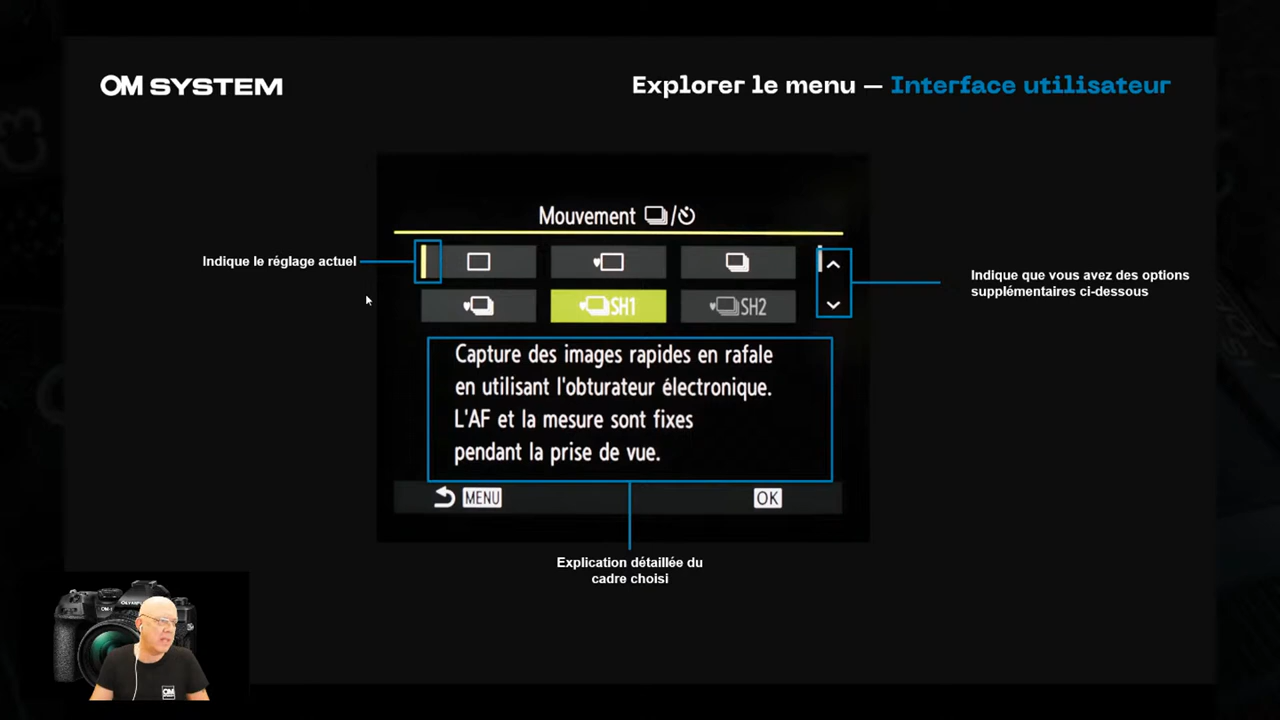 OM SYSTEM
Explorer le menu — Interface utilisateur
Mouvement
Indique le réglage actuel
Indique que vous avez des options
supplémentaires ci-dessous
SH1
SH2
Capture des images rapides en rafale
en utilisant l'obturateur électronique.
L'AF et la mesure sont fixes
pendant la prise de vue.
MENU
OK
Explication détaillée du
cadre choisi
OLYMPUS
OM